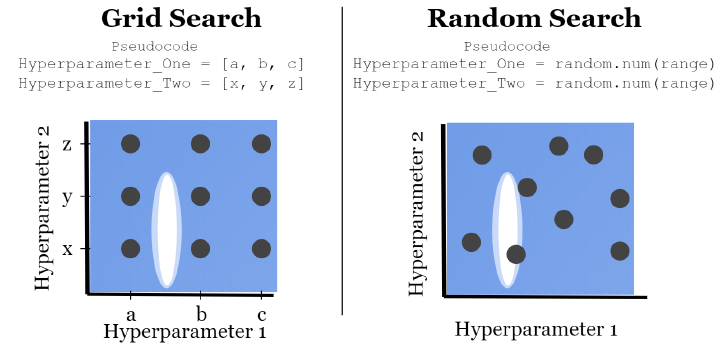 Grid Search
Pseudocode
Hyperparameter_One = [a, b, c]
Hyperparameter_Two = [x, y, z]
Hyperparameter 2
z
y
x
a b c
Hyperparameter 1
Random Search
Pseudocode
Hyperparameter_One = random.num(range)
Hyperparameter_Two = random.num(range)
Hyperparameter 2
Hyperparameter 1